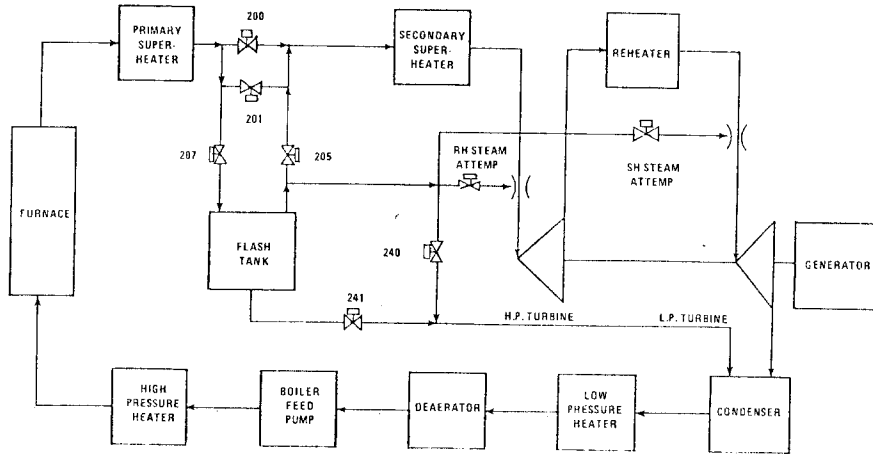 200
PRIMARY
SUPER-
HEATER
SECONDARY
SUPER-
HEATER
REHEATER
201
207
205
RH STEAM
ATTEMP
SH STEAM
ATTEMP
FURNACE
FLASH
TANK
240
GENERATOR
241
H.P. TURBINE
L.P. TURBINE
HIGH
PRESSURE
HEATER
BOILER
FEED
PUMP
DEAERATOR
LOW
PRESSURE
HEATER
CONDENSER